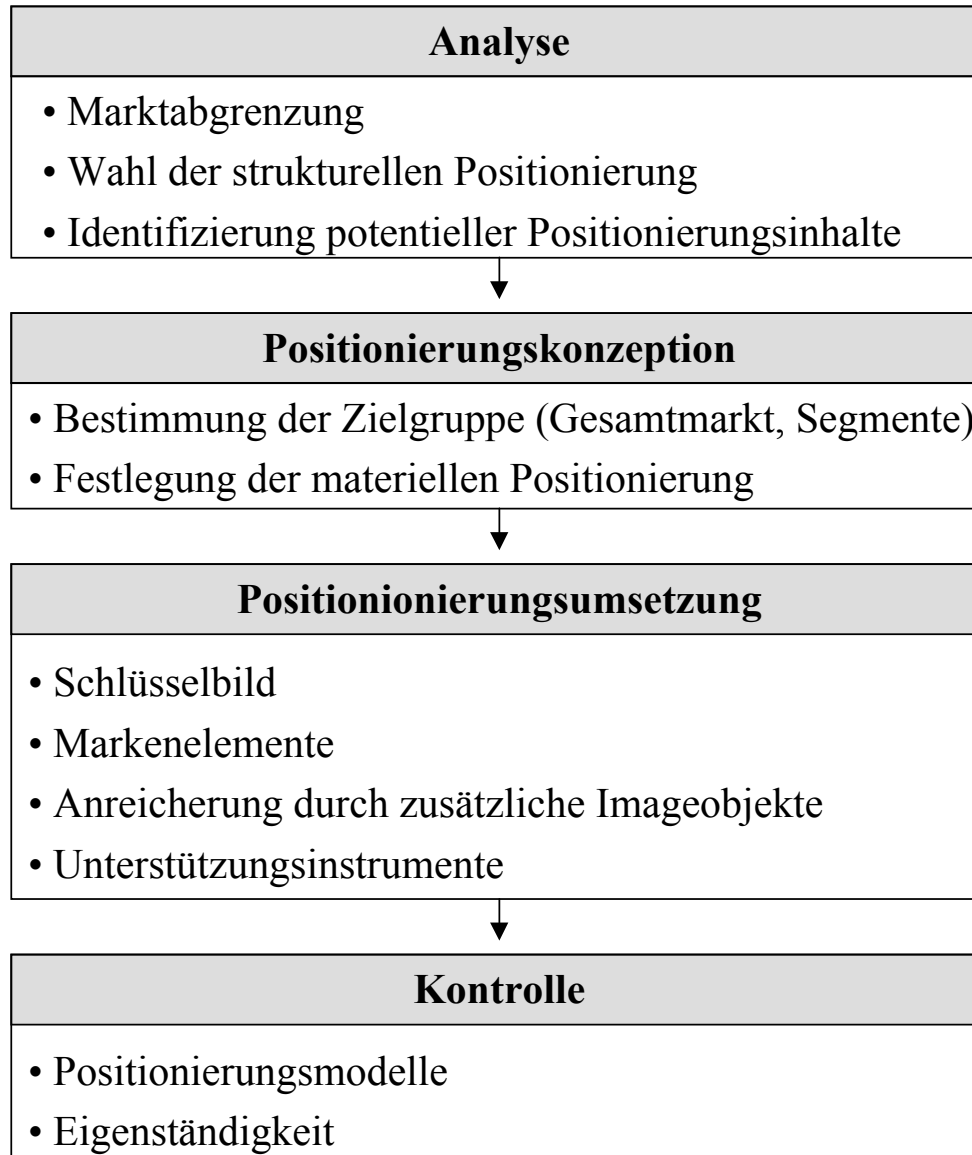 Analyse
• Marktabgrenzung
• Wahl der strukturellen Positionierung
• Identifizierung potentieller Positionierungsinhalte
Positionierungskonzeption
• Bestimmung der Zielgruppe (Gesamtmarkt, Segmente)
• Festlegung der materiellen Positionierung
Positionionierungsumsetzung
• Schlüsselbild
• Markenelemente
• Anreicherung durch zusätzliche Imageobjekte
• Unterstützungsinstrumente
Kontrolle
• Positionierungsmodelle
• Eigenständigkeit